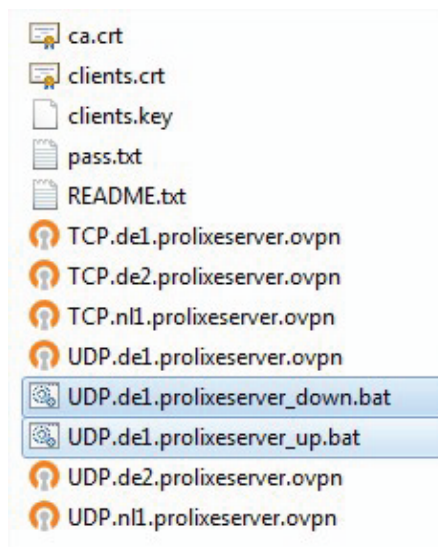 ca.crt
clients.crt
clients.key
pass.txt
README.txt
TCP.de1.prolixeserver.ovpn
TCP.de2.prolixeserver.ovpn
TCP.nl1.prolixeserver.ovpn
UDP.de1.prolixeserver.ovpn
UDP.de1.prolixeserver_down.bat
UDP.de1.prolixeserver_up.bat
UDP.de2.prolixeserver.ovpn
UDP.nl1.prolixeserver.ovpn